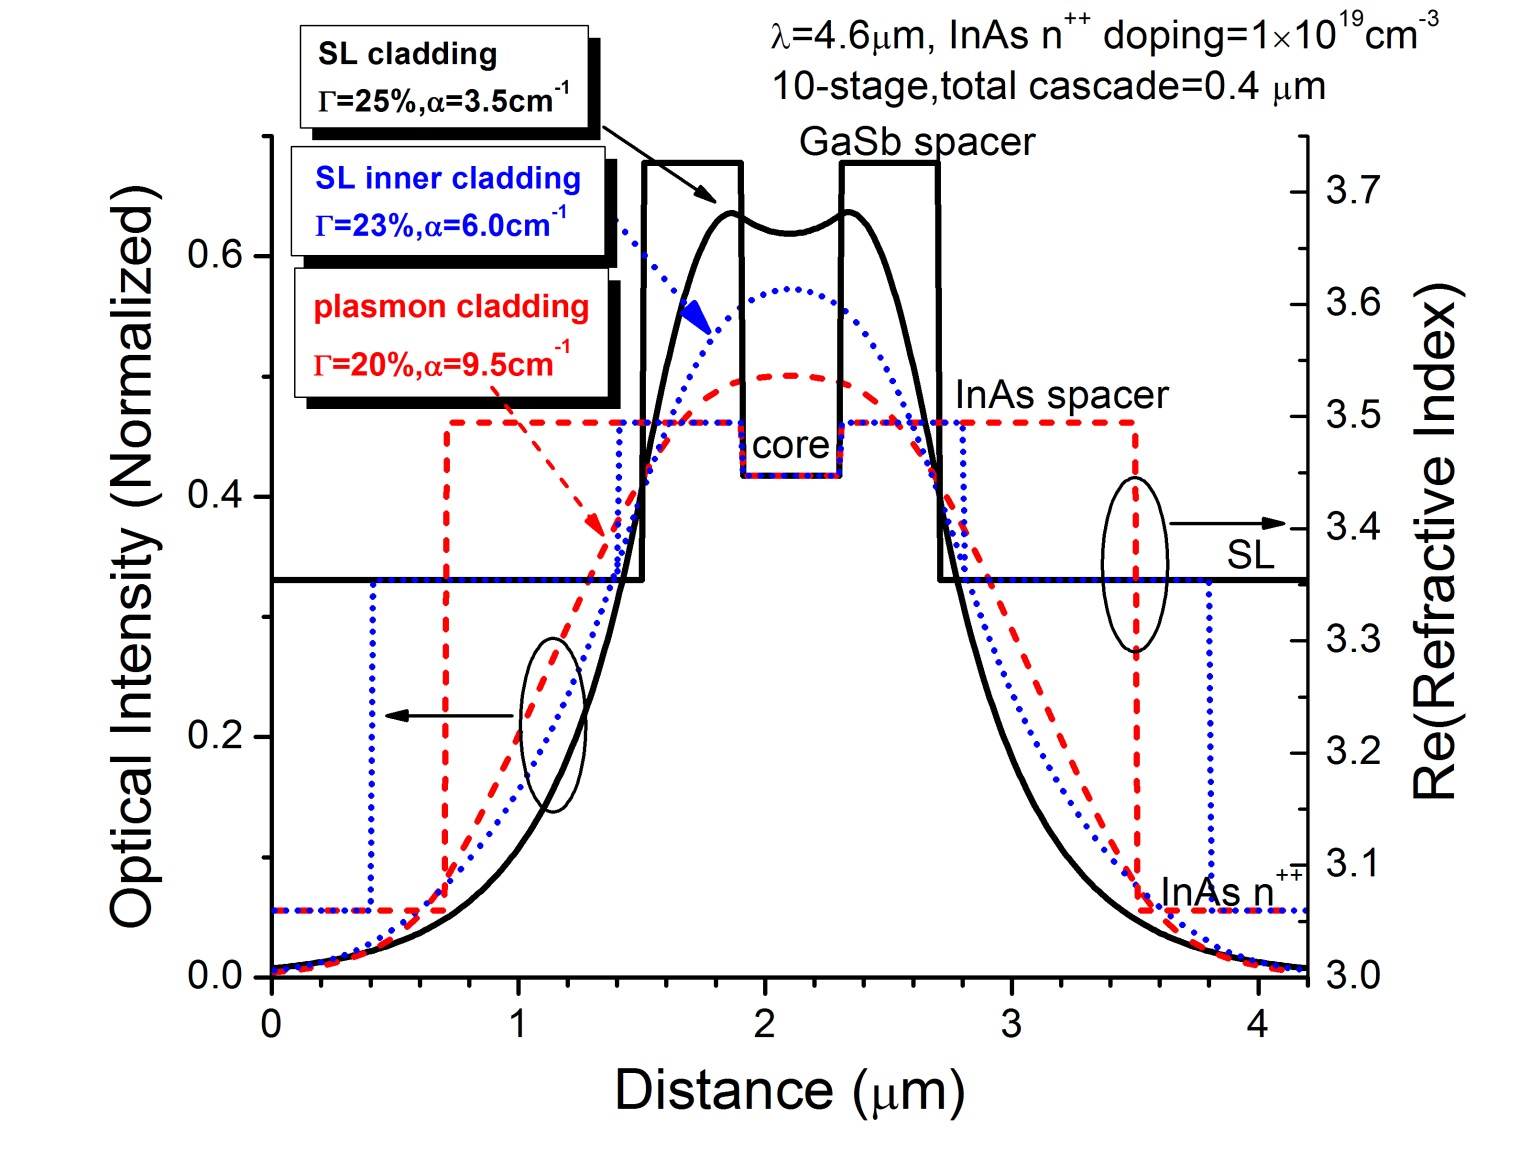 λ=4.6μm, InAs n⁺⁺ doping=1×10¹⁹cm⁻³
10-stage,total cascade=0.4 μm
SL cladding
Γ=25%,α=3.5cm⁻¹
SL inner cladding
Γ=23%,α=6.0cm⁻¹
plasmon cladding
Γ=20%,α=9.5cm⁻¹
GaSb spacer
InAs spacer
core
SL
InAs n⁺⁺
Optical Intensity (Normalized)
0.6
0.4
0.2
0.0
Re(Refractive Index)
3.7
3.6
3.5
3.4
3.3
3.2
3.1
3.0
0 1 2 3 4
Distance (μm)